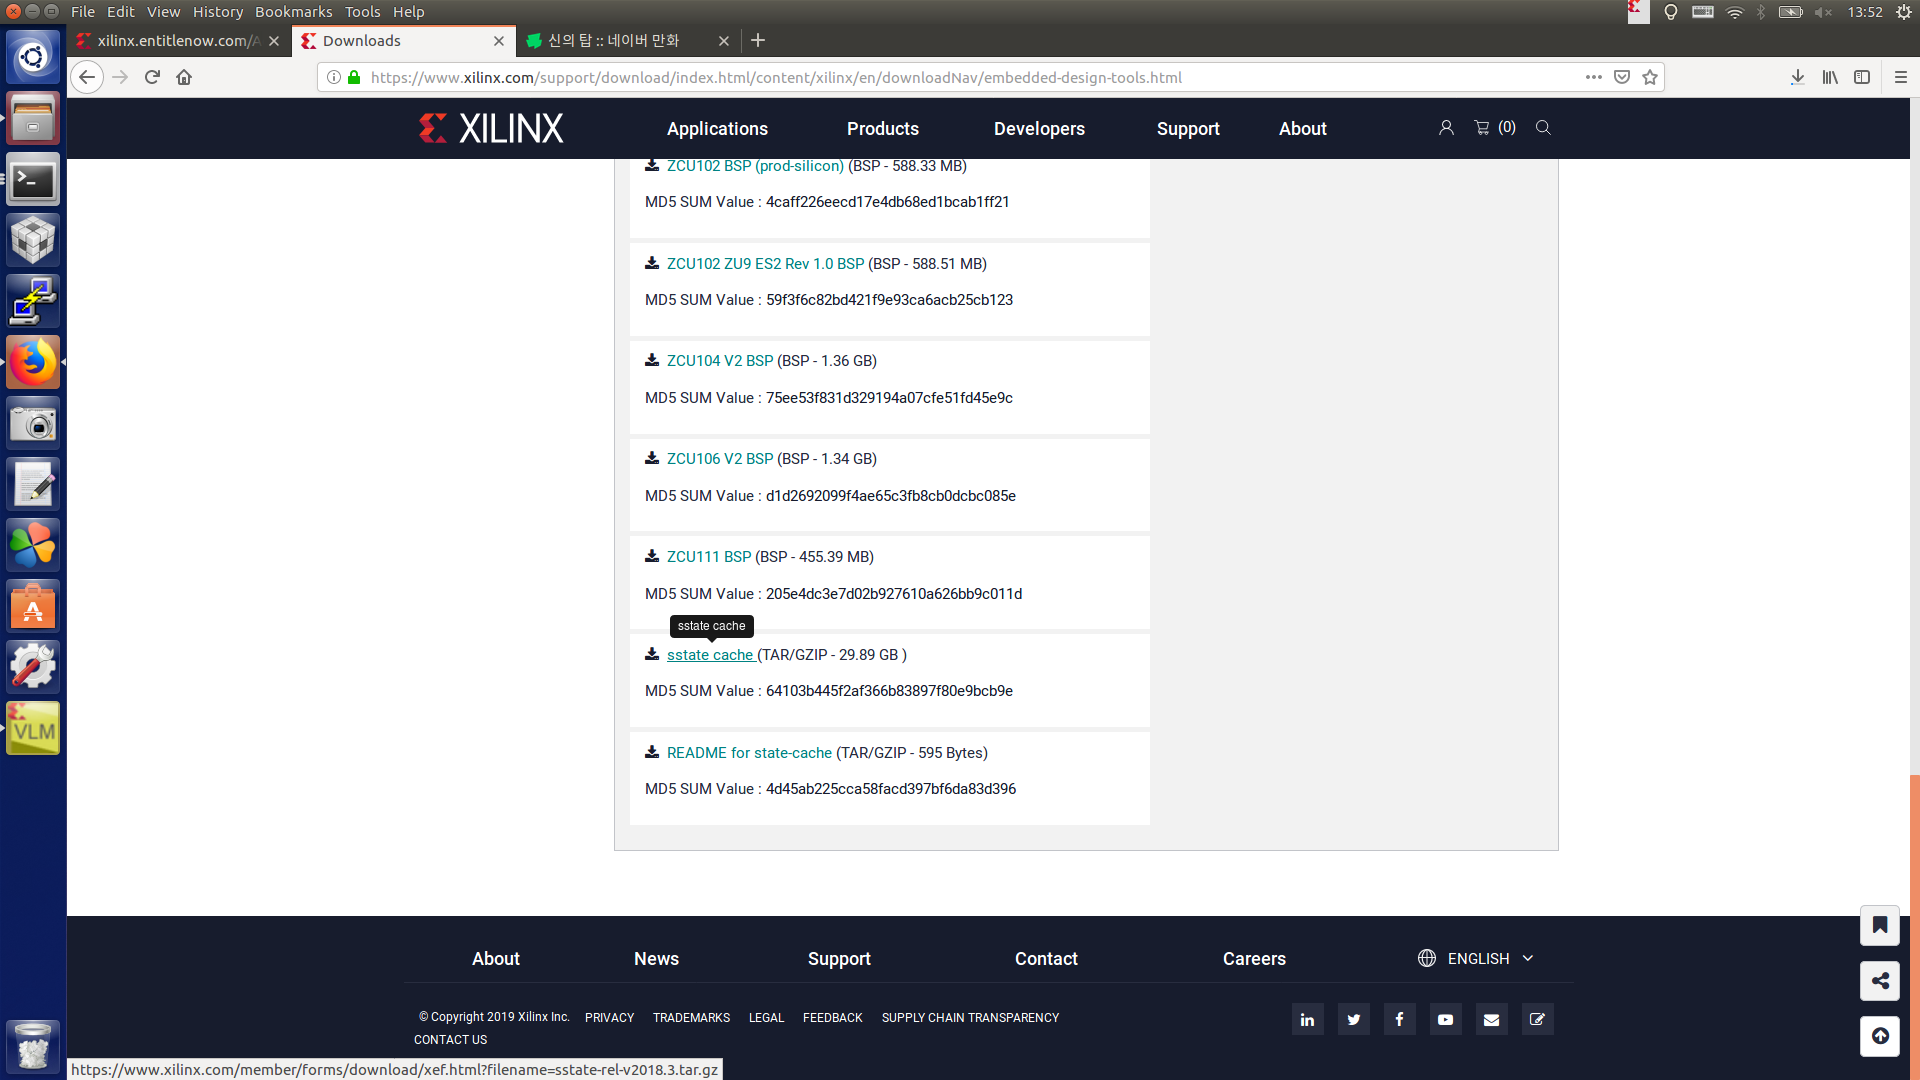 File Edit View History Bookmarks Tools Help
13:52
xilinx.entitlenow.com/A
Downloads
신의 탑 :: 네이버 만화
https://www.xilinx.com/support/download/index.html/content/xilinx/en/downloadNav/embedded-design-tools.html
XILINX
Applications Products Developers Support About
(0)
ZCU102 BSP (prod-silicon) (BSP - 588.33 MB)
MD5 SUM Value : 4caff226eecd17e4db68ed1bcab1ff21
ZCU102 ZU9 ES2 Rev 1.0 BSP (BSP - 588.51 MB)
MD5 SUM Value : 59f3f6c82bd421f9e93ca6acb25cb123
ZCU104 V2 BSP (BSP - 1.36 GB)
MD5 SUM Value : 75ee53f831d329194a07cfe51fd45e9c
ZCU106 V2 BSP (BSP - 1.34 GB)
MD5 SUM Value : d1d2692099f4ae65c3fb8cb0dcbc085e
ZCU111 BSP (BSP - 455.39 MB)
MD5 SUM Value : 205e4dc3e7d02b927610a626bb9c011d
sstate cache
sstate cache (TAR/GZIP - 29.89 GB )
MD5 SUM Value : 64103b445f2af366b83897f80e9bcb9e
README for state-cache (TAR/GZIP - 595 Bytes)
MD5 SUM Value : 4d45ab225cca58facd397bf6da83d396
VLM
About News Support Contact Careers
ENGLISH
© Copyright 2019 Xilinx Inc. PRIVACY TRADEMARKS LEGAL FEEDBACK SUPPLY CHAIN TRANSPARENCY
CONTACT US
https://www.xilinx.com/member/forms/download/xef.html?filename=sstate-rel-v2018.3.tar.gz